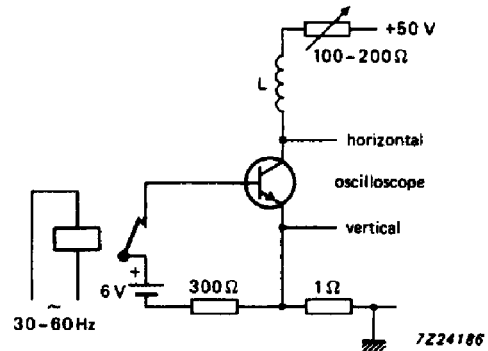 +50 V
100-200Ω
L
horizontal
oscilloscope
vertical
+
6 V
300Ω
1Ω
~
30-60Hz
7Z24186